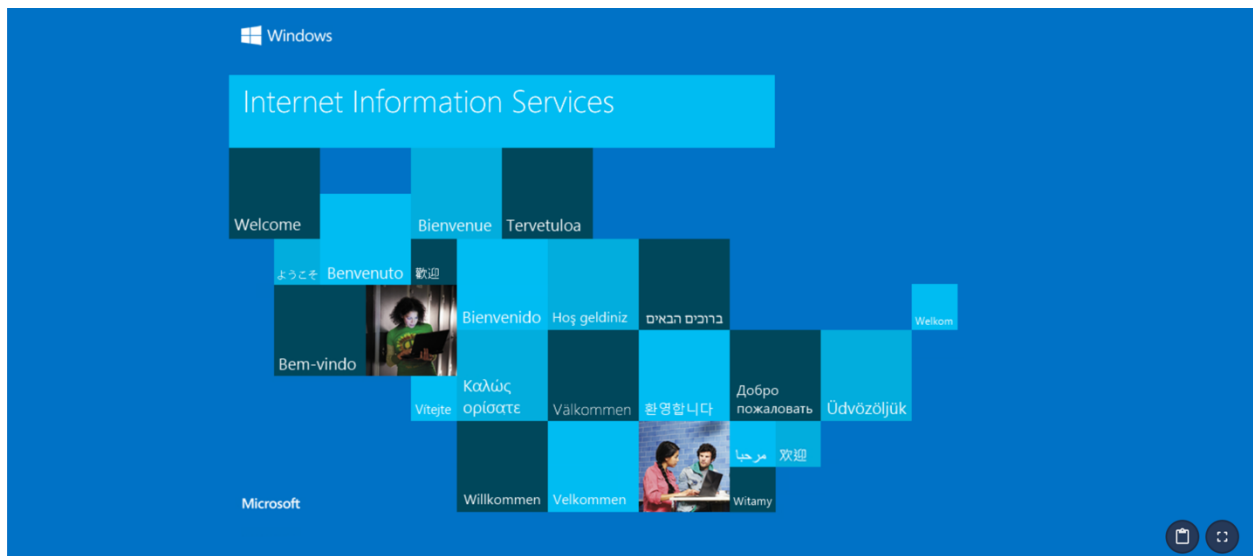 Windows
Internet Information Services
Welcome
Bienvenue
Tervetuloa
ようこそ
Benvenuto
歡迎
Bienvenido
Hoş geldiniz
ברוכים הבאים
Welkom
Bem-vindo
Vítejte
Καλώς
ορίσατε
Välkommen
환영합니다
Добро
пожаловать
Üdvözöljük
مرحبا
欢迎
Microsoft
Willkommen
Velkommen
Witamy